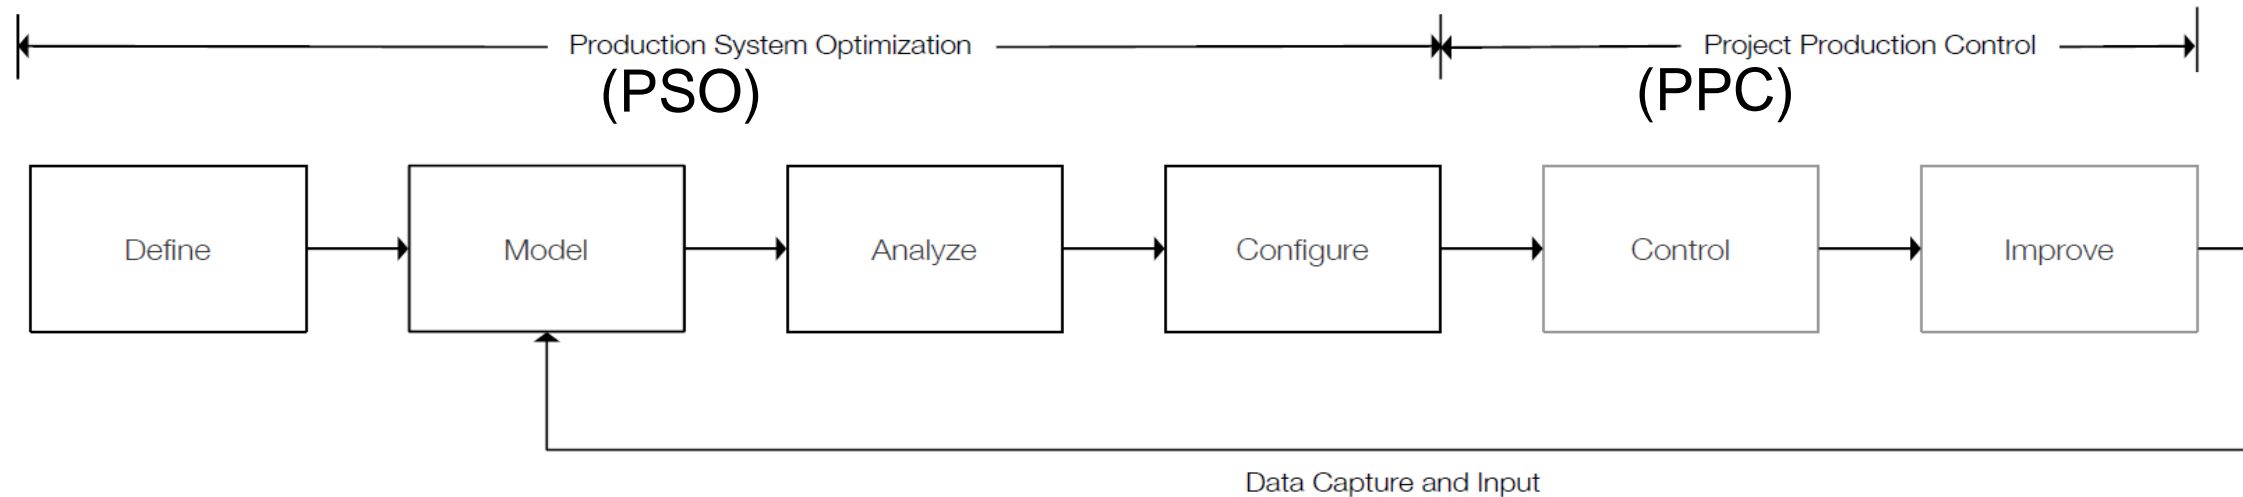 Production System Optimization
(PSO)
Project Production Control
(PPC)
Define
Model
Analyze
Configure
Control
Improve
Data Capture and Input